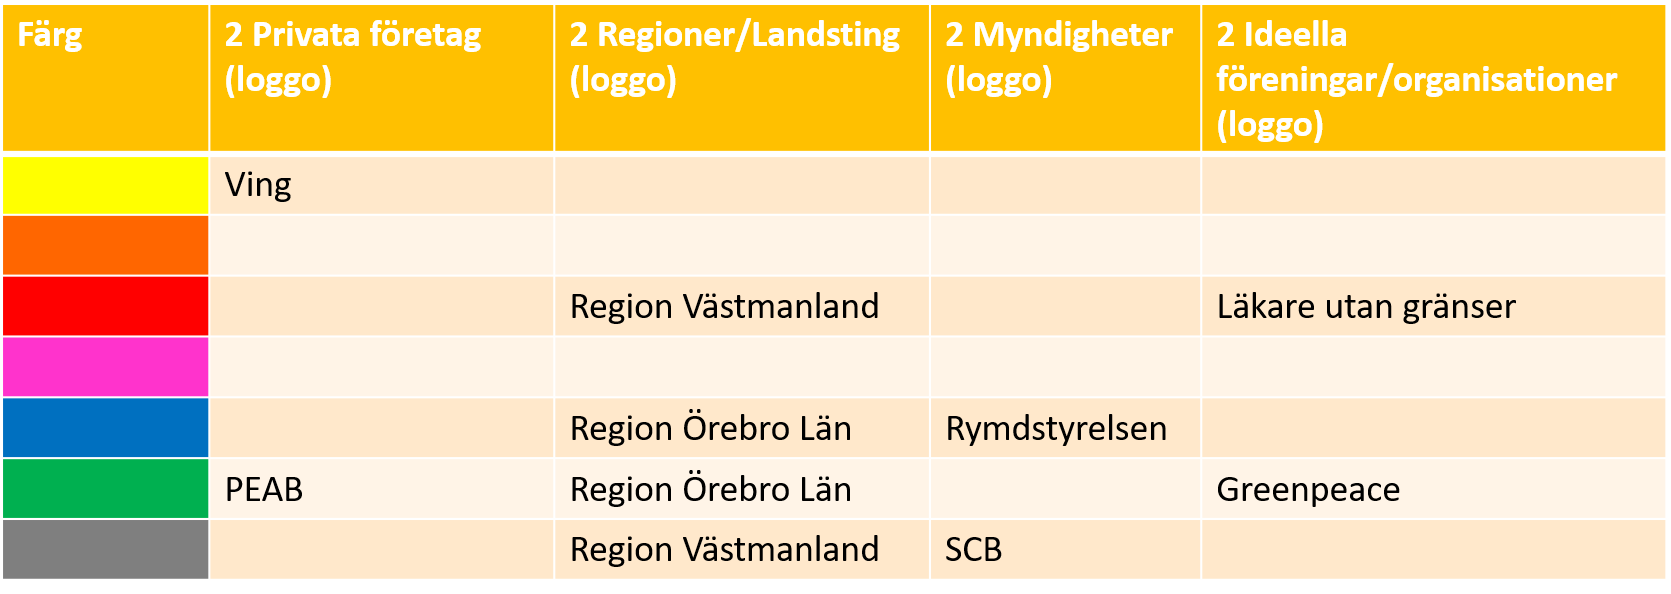 Färg
2 Privata företag
(loggo)
2 Regioner/Landsting
(loggo)
2 Myndigheter
(loggo)
2 Ideella
föreningar/organisationer
(loggo)
Ving
Region Västmanland
Läkare utan gränser
Region Örebro Län
Rymdstyrelsen
PEAB
Region Örebro Län
Greenpeace
Region Västmanland
SCB